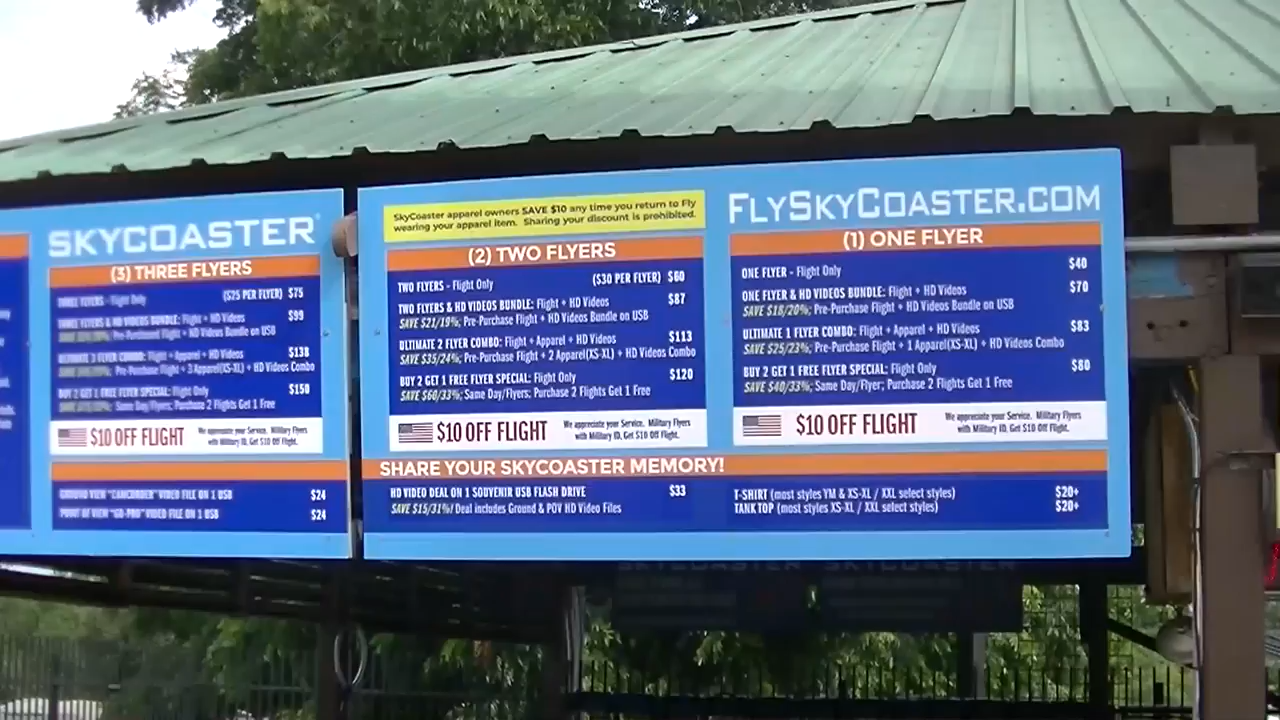 SKYCOASTER
(3) THREE FLYERS
THREE FLYERS - Flight Only ($25 PER FLYER) $75
THREE FLYERS & HD VIDEOS BUNDLE: Flight + HD Videos $99
Pre-Purchase Flight + HD Videos Bundle on USB
ULTIMATE 3 FLYER COMBO: Flight + Apparel + HD Videos $138
Pre-Purchase Flight + 3 Apparel(XS-XL) + HD Videos Combo
BUY 2 GET 1 FREE FLYER SPECIAL: Flight Only $150
Same Day/Flyers; Purchase 2 Flights Get 1 Free
$10 OFF FLIGHT
We appreciate your Service. Military Flyers
with Military ID, Get $10 Off Flight.
GROUND VIEW "CAMCORDER" VIDEO FILE ON 1 USB $24
POINT OF VIEW "GO-PRO" VIDEO FILE ON 1 USB $24
SkyCoaster apparel owners SAVE $10 any time you return to Fly
wearing your apparel item. Sharing your discount is prohibited.
(2) TWO FLYERS
TWO FLYERS - Flight Only ($30 PER FLYER) $60
TWO FLYERS & HD VIDEOS BUNDLE: Flight + HD Videos $87
SAVE $21/19%; Pre-Purchase Flight + HD Videos Bundle on USB
ULTIMATE 2 FLYER COMBO: Flight + Apparel + HD Videos $113
SAVE $35/24%; Pre-Purchase Flight + 2 Apparel(XS-XL) + HD Videos Combo
BUY 2 GET 1 FREE FLYER SPECIAL: Flight Only $120
SAVE $60/33%; Same Day/Flyers; Purchase 2 Flights Get 1 Free
$10 OFF FLIGHT
We appreciate your Service. Military Flyers
with Military ID, Get $10 Off Flight.
FLYSKYCOASTER.COM
(1) ONE FLYER
ONE FLYER - Flight Only $40
ONE FLYER & HD VIDEOS BUNDLE: Flight + HD Videos $70
SAVE $18/20%; Pre-Purchase Flight + HD Videos Bundle on USB
ULTIMATE 1 FLYER COMBO: Flight + Apparel + HD Videos $83
SAVE $25/23%; Pre-Purchase Flight + 1 Apparel(XS-XL) + HD Videos Combo
BUY 2 GET 1 FREE FLYER SPECIAL: Flight Only $80
SAVE $40/33%; Same Day/Flyer; Purchase 2 Flights Get 1 Free
$10 OFF FLIGHT
We appreciate your Service. Military Flyers
with Military ID, Get $10 Off Flight.
SHARE YOUR SKYCOASTER MEMORY!
HD VIDEO DEAL ON 1 SOUVENIR USB FLASH DRIVE $33
SAVE $15/31%! Deal includes Ground & POV HD Video Files
T-SHIRT (most styles YM & XS-XL / XXL select styles) $20+
TANK TOP (most styles XS-XL / XXL select styles) $20+
SKYCOASTER SKYCOASTER